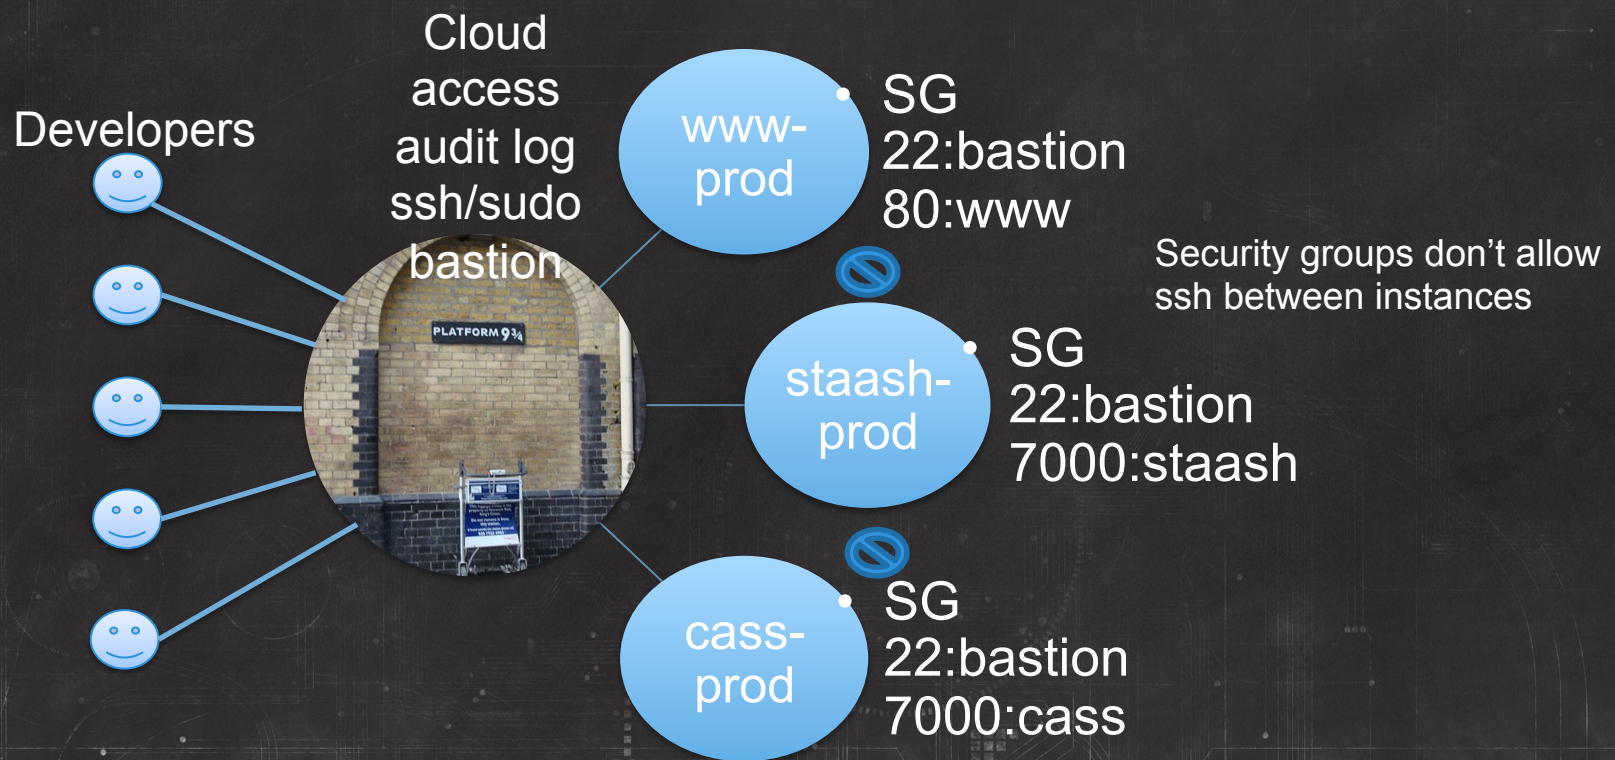 Developers
Cloud
access
audit log
ssh/sudo
bastion
PLATFORM 9¾
www-
prod
SG
22:bastion
80:www
Security groups don’t allow
ssh between instances
staash-
prod
SG
22:bastion
7000:staash
cass-
prod
SG
22:bastion
7000:cass